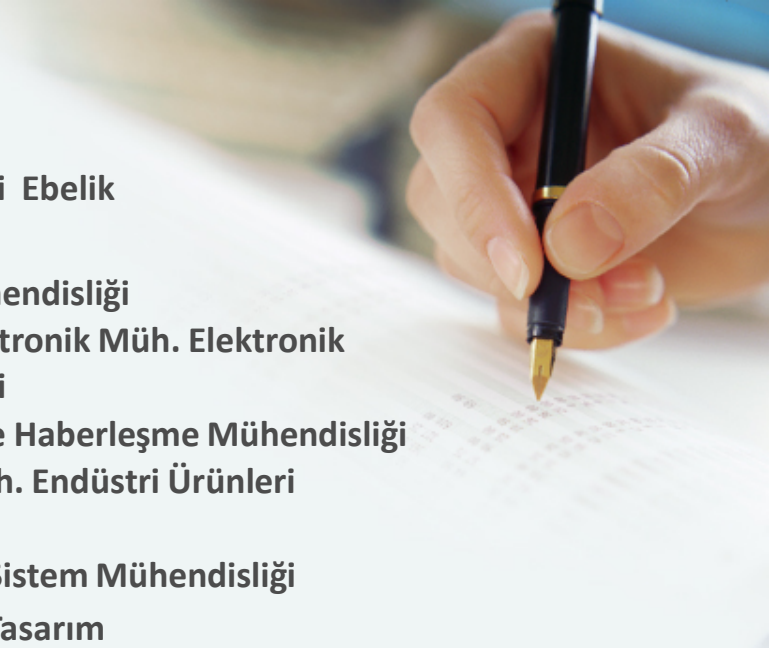 i Ebelik
endisliği
tronik Müh. Elektronik
i
e Haberleşme Mühendisliği
h. Endüstri Ürünleri
Sistem Mühendisliği
Tasarım